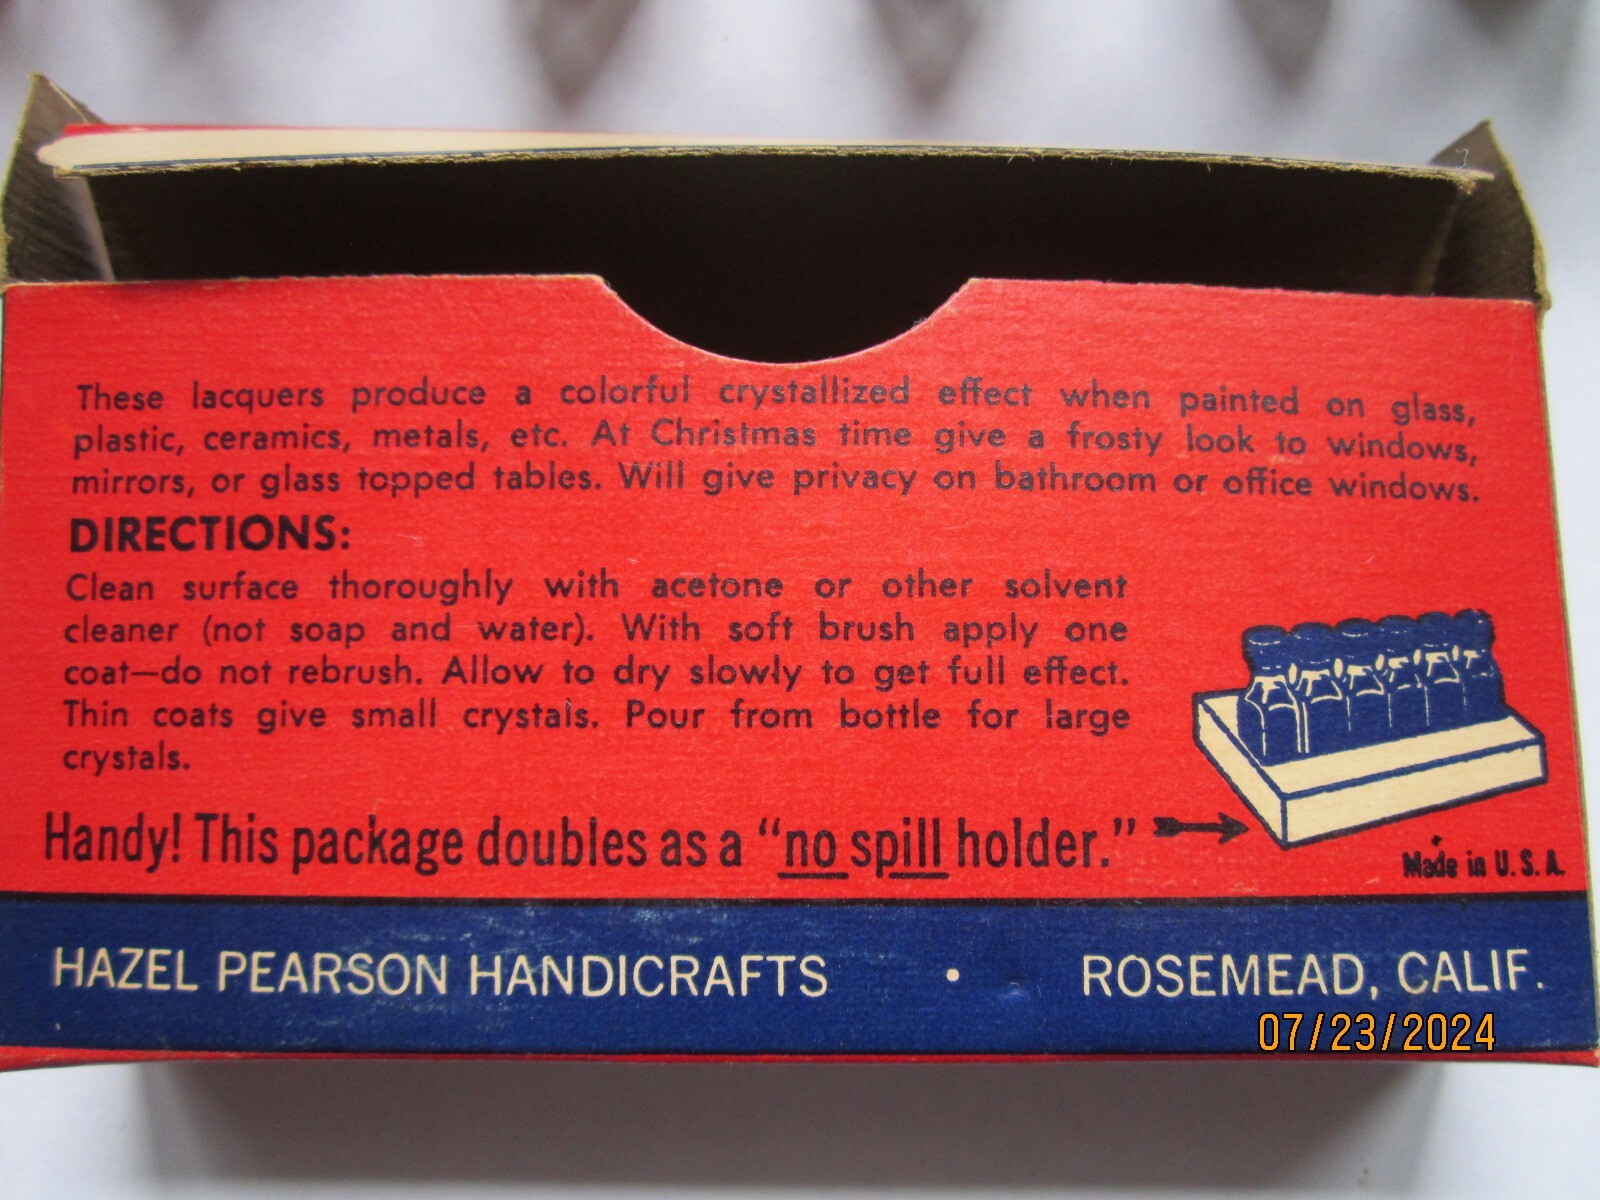 These lacquers produce a colorful crystallized effect when painted on glass,
plastic, ceramics, metals, etc. At Christmas time give a frosty look to windows,
mirrors, or glass topped tables. Will give privacy on bathroom or office windows.
DIRECTIONS:
Clean surface thoroughly with acetone or other solvent
cleaner (not soap and water). With soft brush apply one
coat—do not rebrush. Allow to dry slowly to get full effect.
Thin coats give small crystals. Pour from bottle for large
crystals.
Handy! This package doubles as a "no spill holder."
Made in U. S. A.
HAZEL PEARSON HANDICRAFTS • ROSEMEAD, CALIF.
07/23/2024